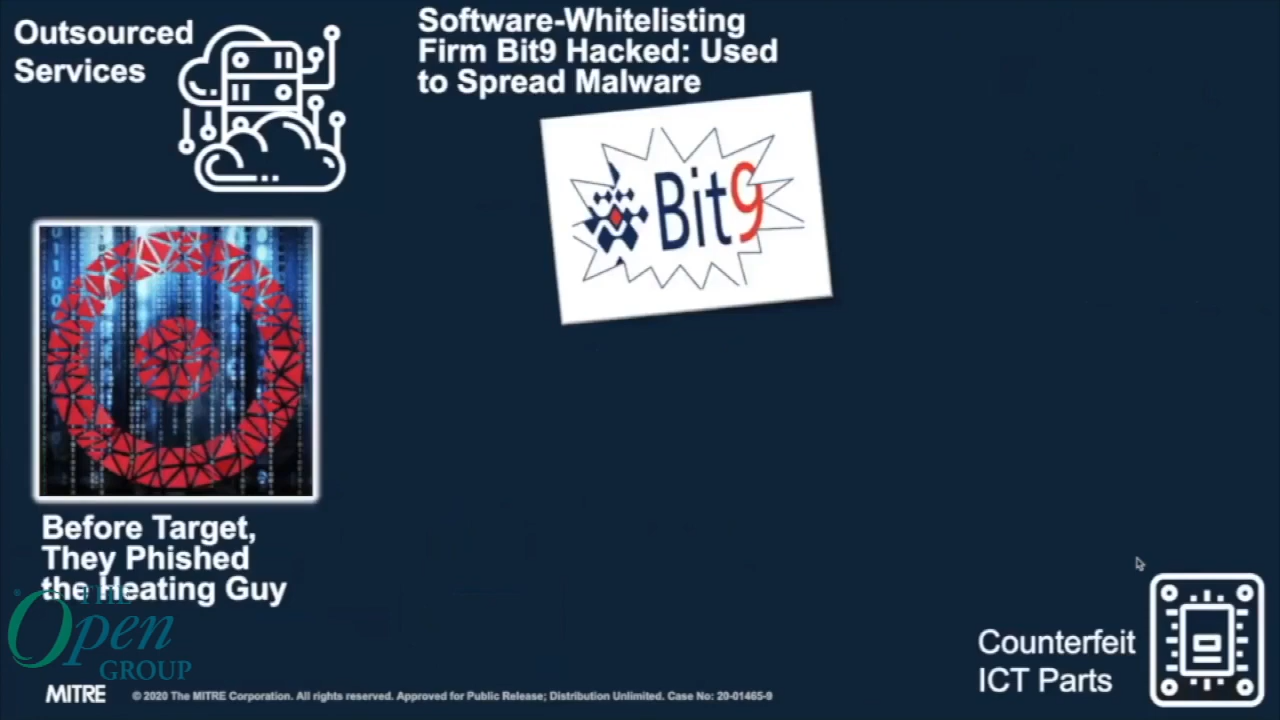 Outsourced
Services
Software-Whitelisting
Firm Bit9 Hacked: Used
to Spread Malware
Bit9
Before Target,
They Phished
the Heating Guy
THE
Open
GROUP
Counterfeit
ICT Parts
MITRE
© 2020 The MITRE Corporation. All rights reserved. Approved for Public Release; Distribution Unlimited. Case No: 20-01465-9